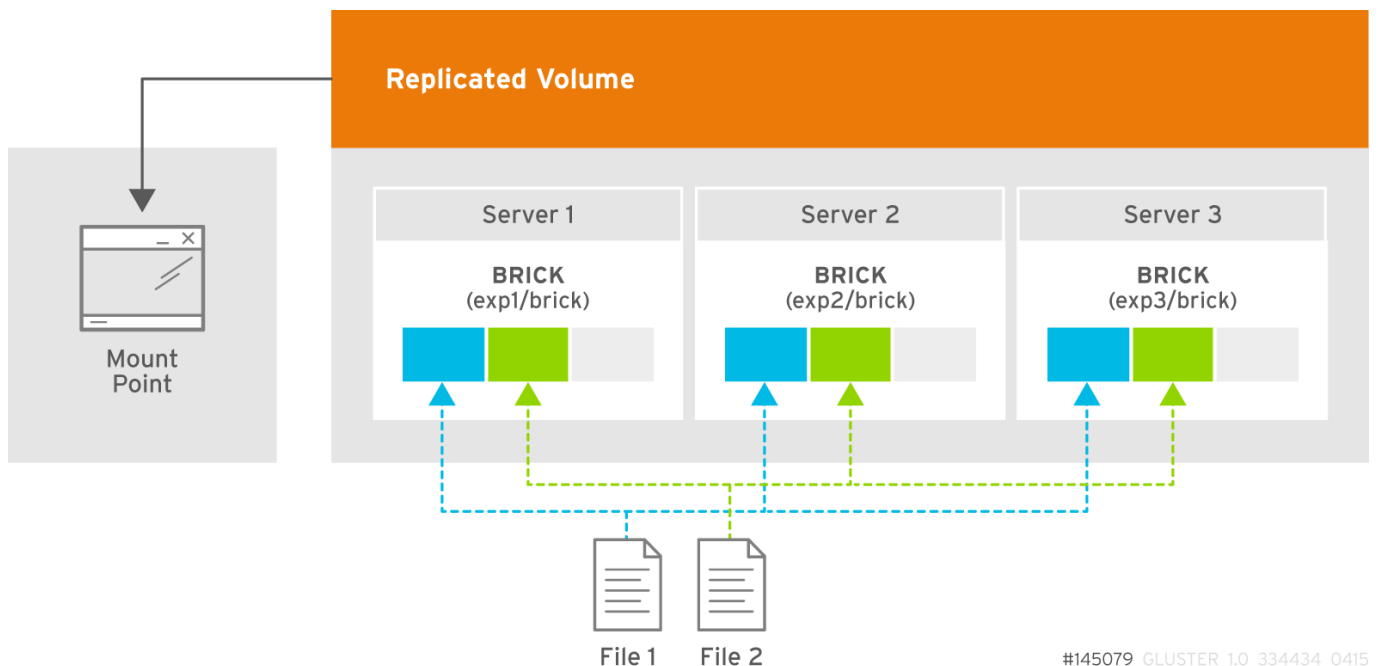 Replicated Volume
Server 1
Server 2
Server 3
BRICK
(exp1/brick)
BRICK
(exp2/brick)
BRICK
(exp3/brick)
Mount
Point
File 1
File 2
#145079 GLUSTER 1.0 334434 0415